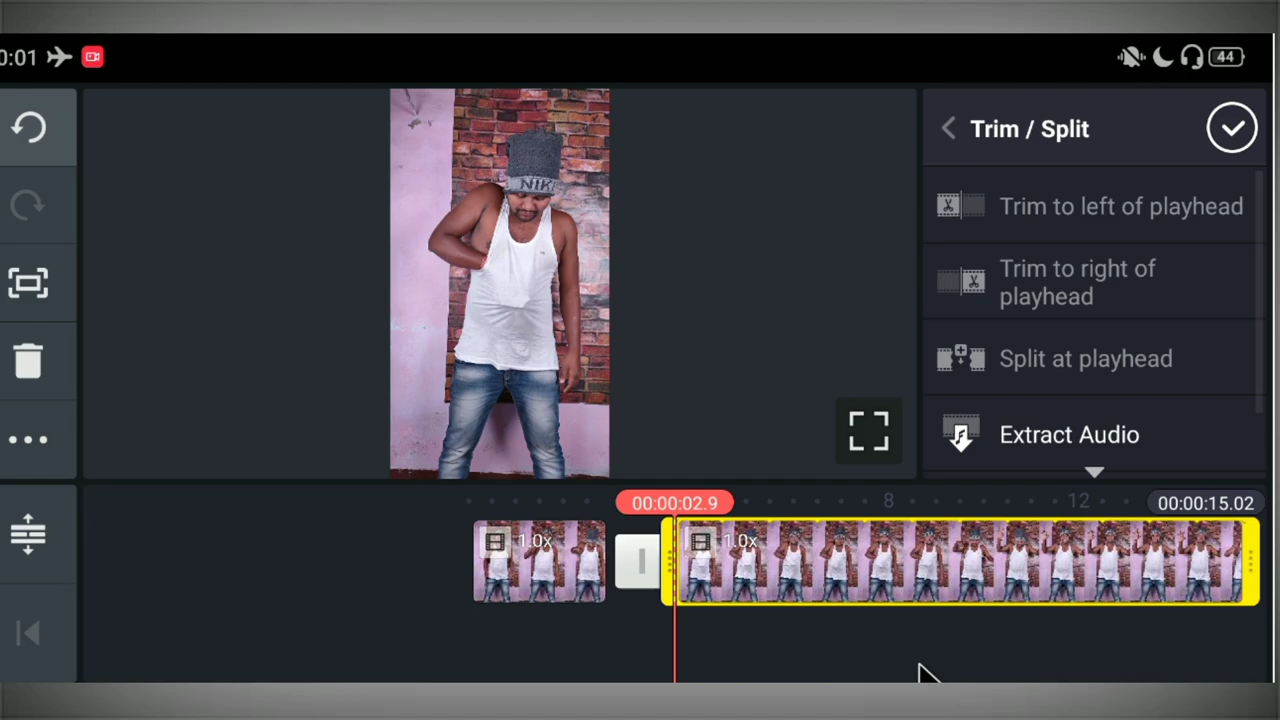 0:01
44
Trim / Split
Trim to left of playhead
Trim to right of
playhead
Split at playhead
Extract Audio
NIK
00:00:02.9
8
12
00:00:15.02
1.0x
1.0x